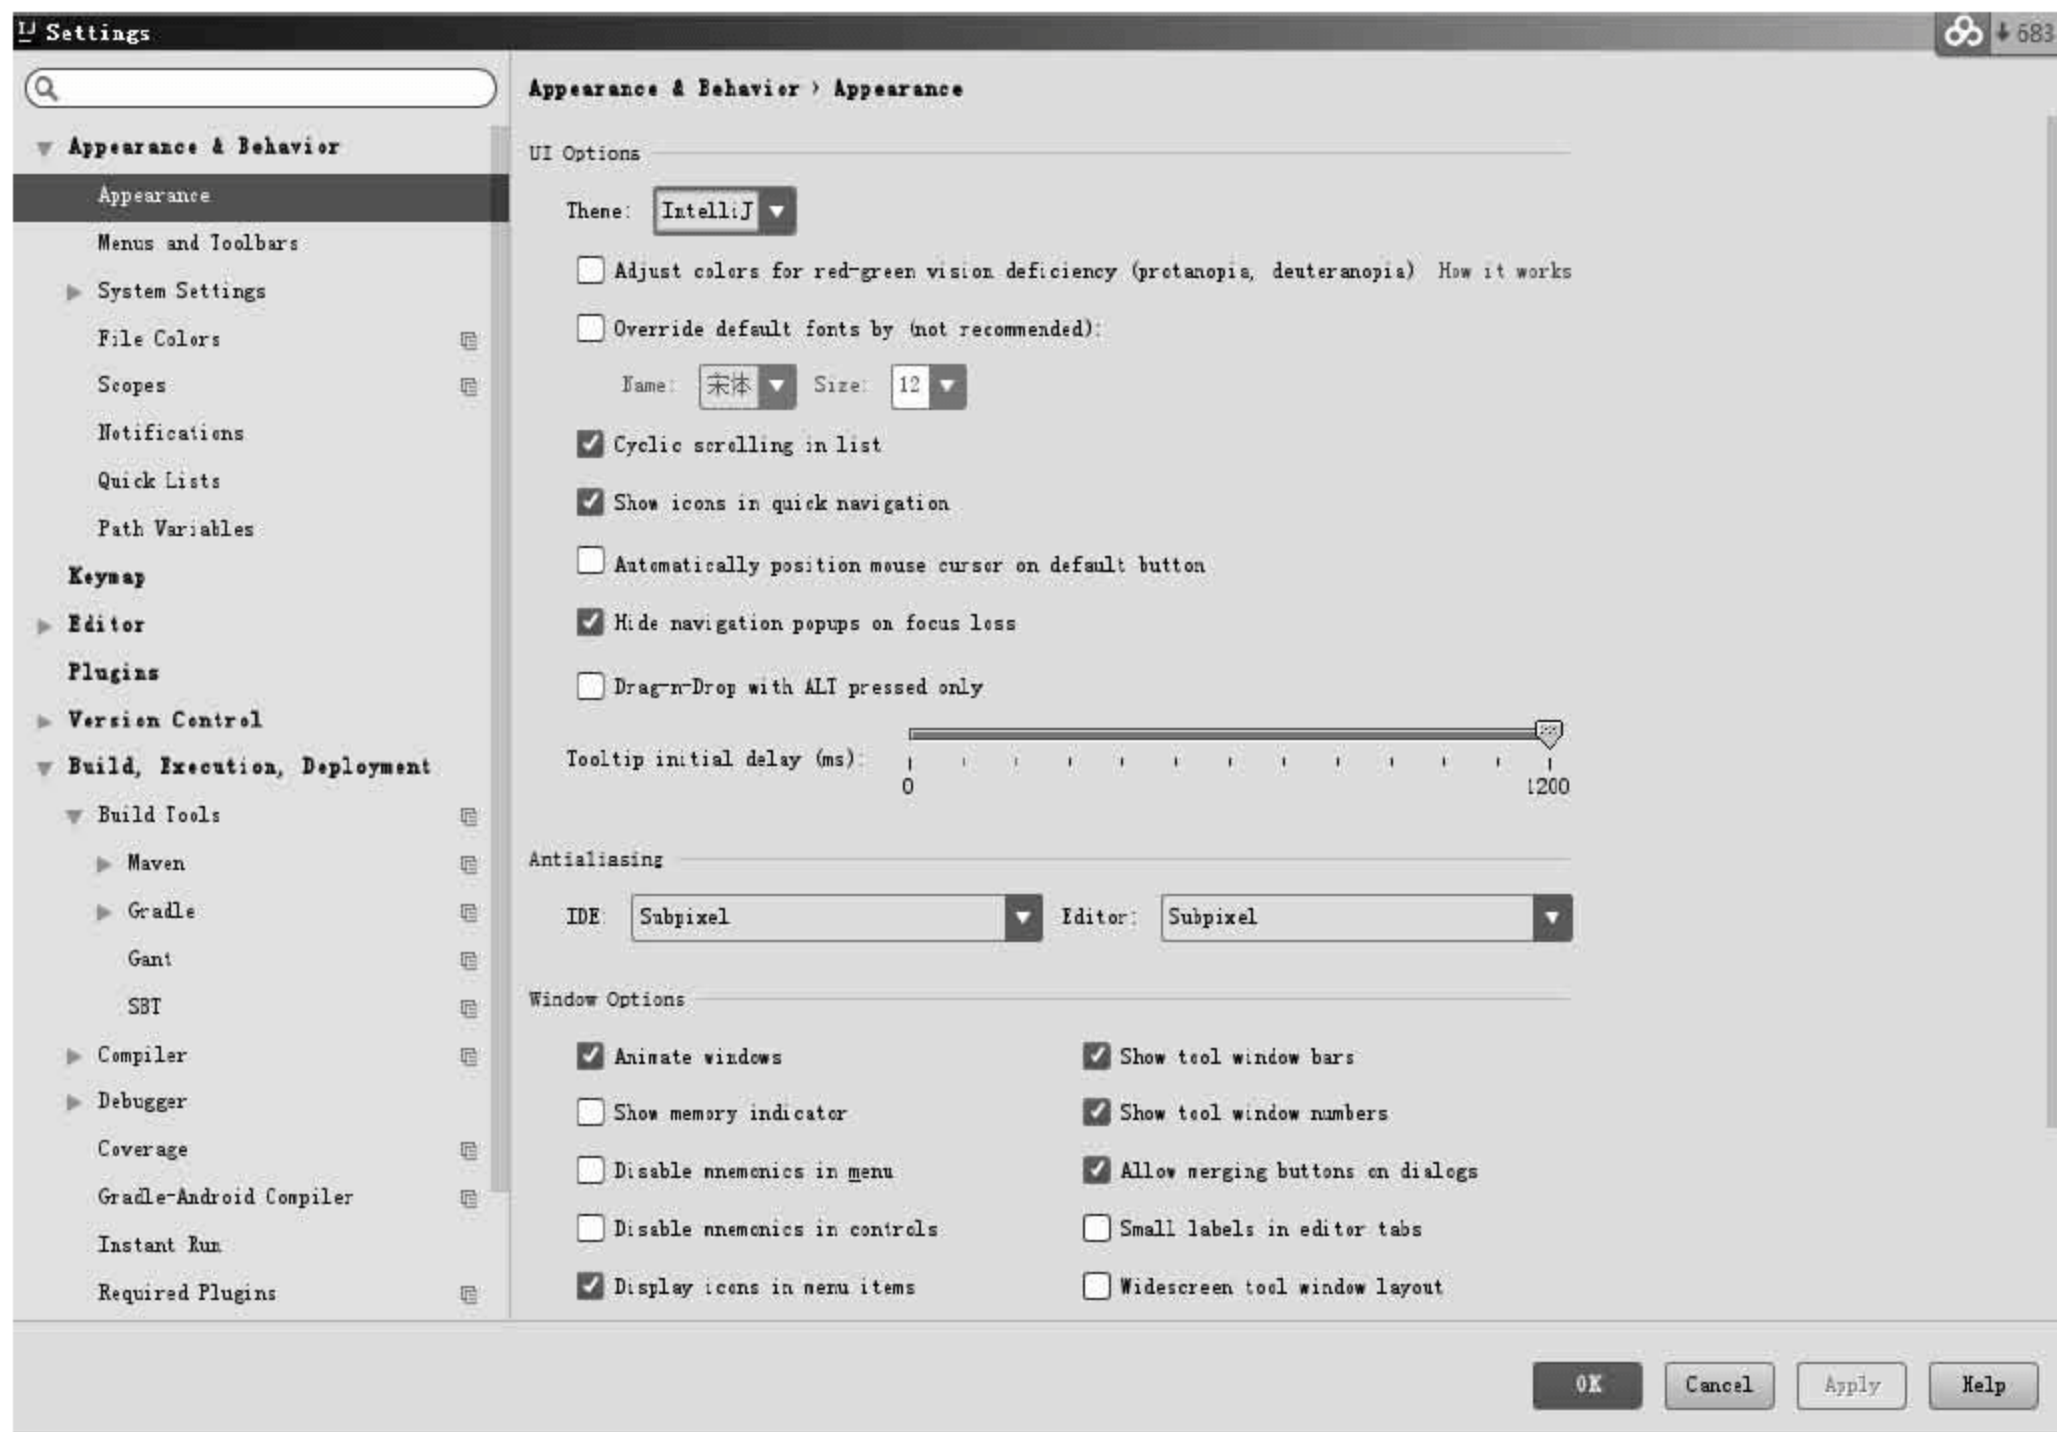 Settings
683
Appearance & Behavior
Appearance
Menus and Toolbars
System Settings
File Colors
Scopes
Notifications
Quick Lists
Path Variables
Keymap
Editor
Plugins
Version Control
Build, Execution, Deployment
Build Tools
Maven
Gradle
Gant
SBT
Compiler
Debugger
Coverage
Gradle-Android Compiler
Instant Run
Required Plugins
Appearance & Behavior › Appearance
UI Options
Theme: IntelliJ
Adjust colors for red-green vision deficiency (protanopia, deuteranopia) How it works
Override default fonts by (not recommended):
Name: 宋体 Size: 12
Cyclic scrolling in list
Show icons in quick navigation
Automatically position mouse cursor on default button
Hide navigation popups on focus loss
Drag-n-Drop with ALT pressed only
Tooltip initial delay (ms):
0 1200
Antialiasing
IDE: Subpixel Editor: Subpixel
Window Options
Animate windows Show tool window bars
Show memory indicator Show tool window numbers
Disable mnemonics in menu Allow merging buttons on dialogs
Disable mnemonics in controls Small labels in editor tabs
Display icons in menu items Widescreen tool window layout
OK Cancel Apply Help